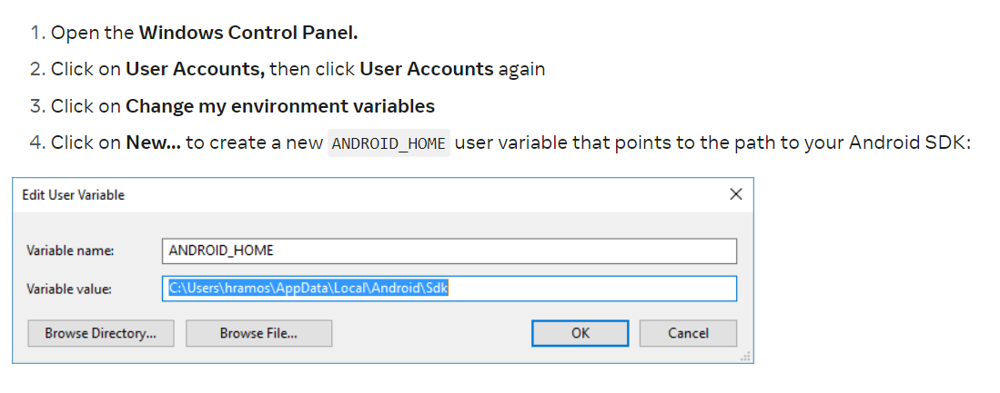 1. Open the Windows Control Panel.
2. Click on User Accounts, then click User Accounts again
3. Click on Change my environment variables
4. Click on New... to create a new ANDROID_HOME user variable that points to the path to your Android SDK:
Edit User Variable
Variable name: ANDROID_HOME
Variable value: C:\Users\hramos\AppData\Local\Android\Sdk
Browse Directory... Browse File... OK Cancel